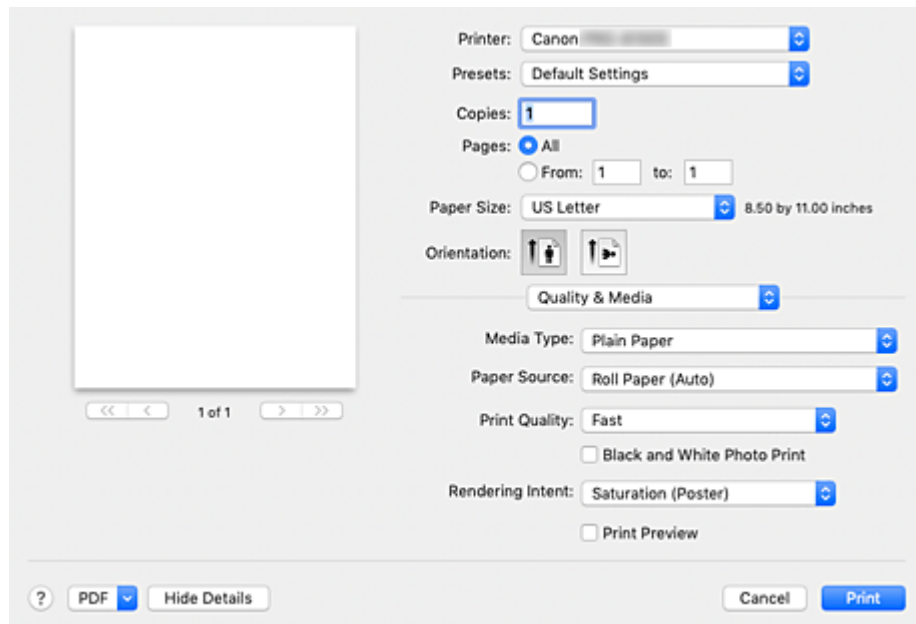 Printer: Canon
Presets: Default Settings
Copies: 1
Pages: All
From: 1 to: 1
Paper Size: US Letter 8.50 by 11.00 inches
Orientation:
Quality & Media
Media Type: Plain Paper
Paper Source: Roll Paper (Auto)
1 of 1
Print Quality: Fast
Black and White Photo Print
Rendering Intent: Saturation (Poster)
Print Preview
? PDF Hide Details Cancel Print